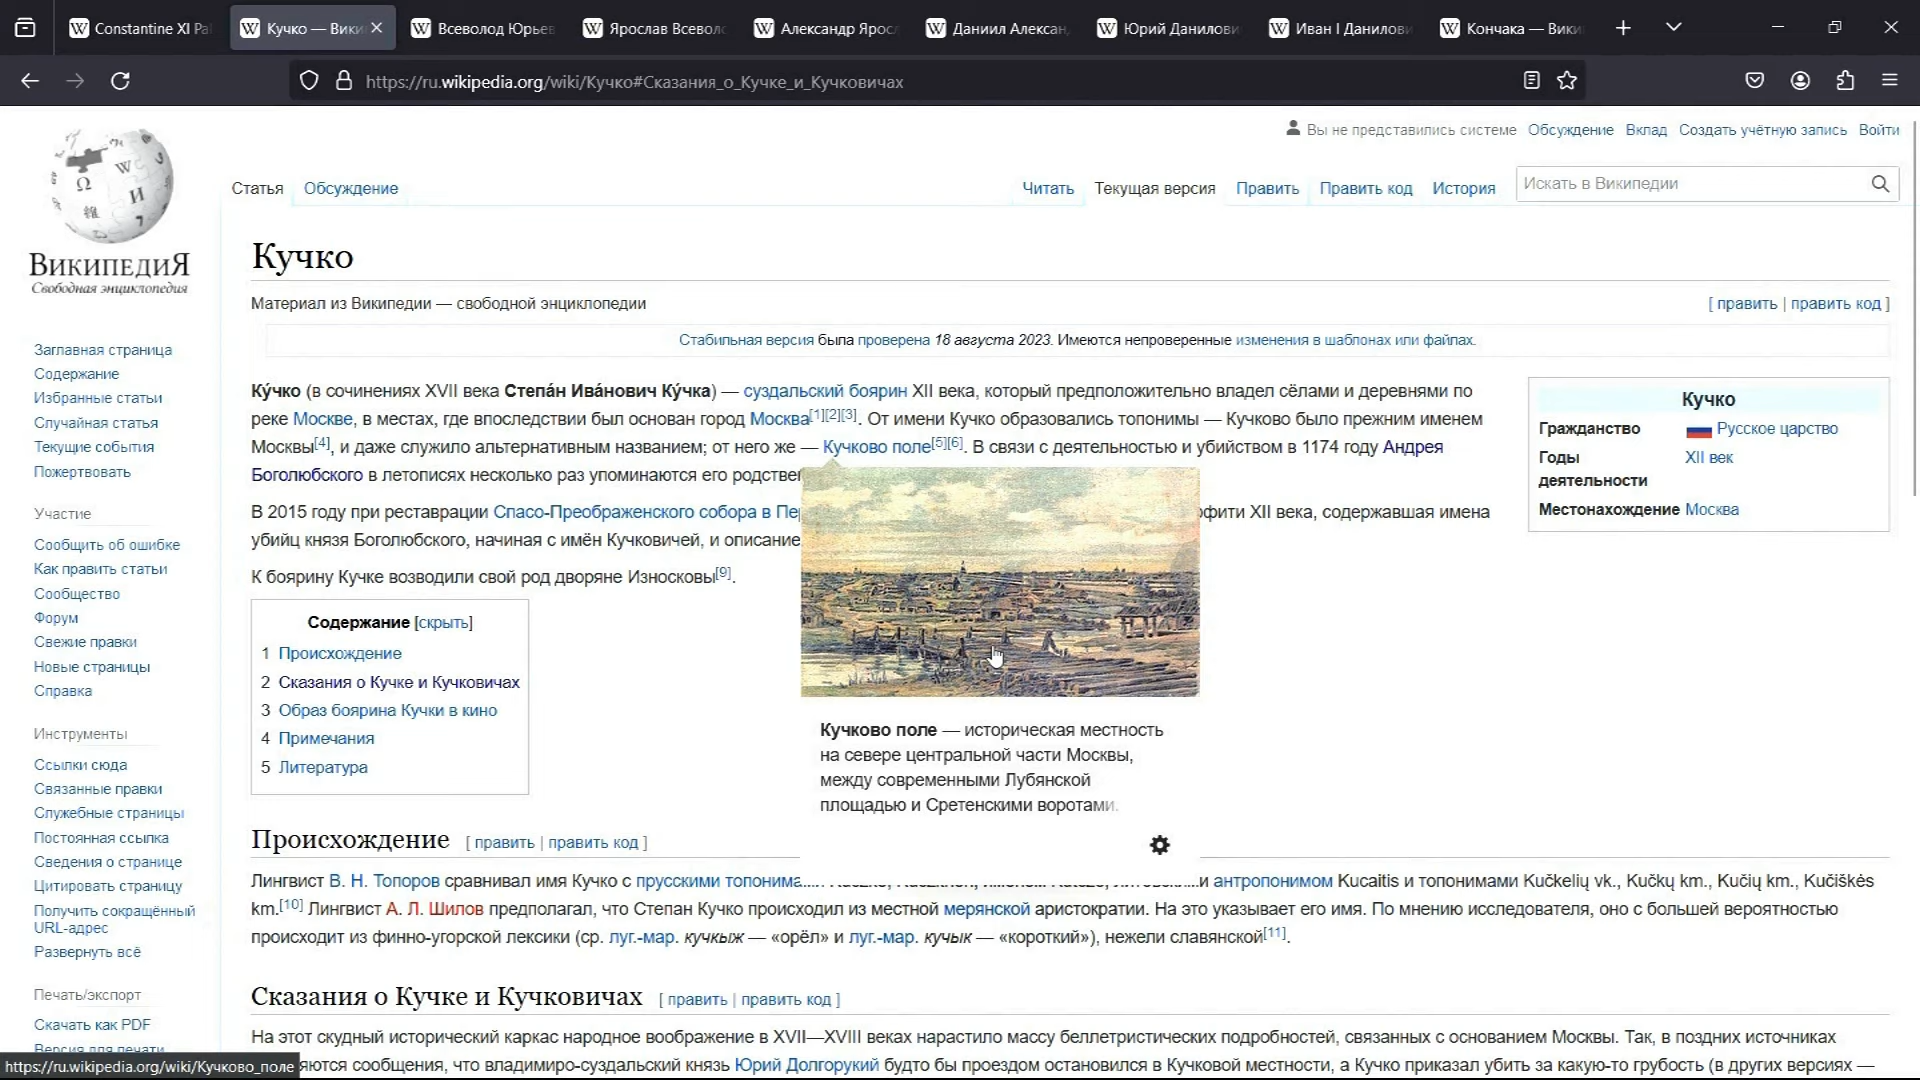 Constantine XI Pa
Кучко — Вики
Всеволод Юрьев
Ярослав Всеволо
Александр Яросл
Даниил Алексан
Юрий Данилови
Иван I Данилови
Кончака — Вики
https://ru.wikipedia.org/wiki/Кучко#Сказания_о_Кучке_и_Кучковичах
Вы не представились системе Обсуждение Вклад Создать учётную запись Войти
Статья Обсуждение Читать Текущая версия Править Править код История Искать в Википедии
W
Ω
И
ВикипедиЯ
Свободная энциклопедия
Заглавная страница
Содержание
Избранные статьи
Случайная статья
Текущие события
Пожертвовать
Участие
Сообщить об ошибке
Как править статьи
Сообщество
Форум
Свежие правки
Новые страницы
Справка
Инструменты
Ссылки сюда
Связанные правки
Служебные страницы
Постоянная ссылка
Сведения о странице
Цитировать страницу
Получить сокращённый
URL-адрес
Развернуть всё
Печать/экспорт
Скачать как PDF
Версия для печати
https://ru.wikipedia.org/wiki/Кучково_поле
Кучко
Материал из Википедии — свободной энциклопедии [ править | править код ]
Стабильная версия была проверена 18 августа 2023. Имеются непроверенные изменения в шаблонах или файлах.
Ку́чко (в сочинениях XVII века Степа́н Ива́нович Ку́чка) — суздальский боярин XII века, который предположительно владел сёлами и деревнями по
реке Москве, в местах, где впоследствии был основан город Москва[1][2][3]. От имени Кучко образовались топонимы — Кучково было прежним именем
Москвы[4], и даже служило альтернативным названием; от него же — Кучково поле[5][6]. В связи с деятельностью и убийством в 1174 году Андрея
Боголюбского в летописях несколько раз упоминаются его родствен
В 2015 году при реставрации Спасо-Преображенского собора в Пер фити XII века, содержавшая имена
убийц князя Боголюбского, начиная с имён Кучковичей, и описание
К боярину Кучке возводили свой род дворяне Износковы[9].
Кучко
Гражданство Русское царство
Годы деятельности XII век
Местонахождение Москва
Содержание [скрыть]
1 Происхождение
2 Сказания о Кучке и Кучковичах
3 Образ боярина Кучки в кино
4 Примечания
5 Литература
Кучково поле — историческая местность
на севере центральной части Москвы,
между современными Лубянской
площадью и Сретенскими воротами.
Происхождение [ править | править код ]
Лингвист В. Н. Топоров сравнивал имя Кучко с прусскими топонима антропонимом Kucaitis и топонимами Kučkelių vk., Kučkų km., Kučių km., Kučiškės
km.[10] Лингвист А. Л. Шилов предполагал, что Степан Кучко происходил из местной мерянской аристократии. На это указывает его имя. По мнению исследователя, оно с большей вероятностью
происходит из финно-угорской лексики (ср. луг.-мар. кучкыж — «орёл» и луг.-мар. кучык — «короткий»), нежели славянской[11].
Сказания о Кучке и Кучковичах [ править | править код ]
На этот скудный исторический каркас народное воображение в XVII—XVIII веках нарастило массу беллетристических подробностей, связанных с основанием Москвы. Так, в поздних источниках
яются сообщения, что владимиро-суздальский князь Юрий Долгорукий будто бы проездом остановился в Кучковой местности, а Кучко приказал убить за какую-то грубость (в других версиях —